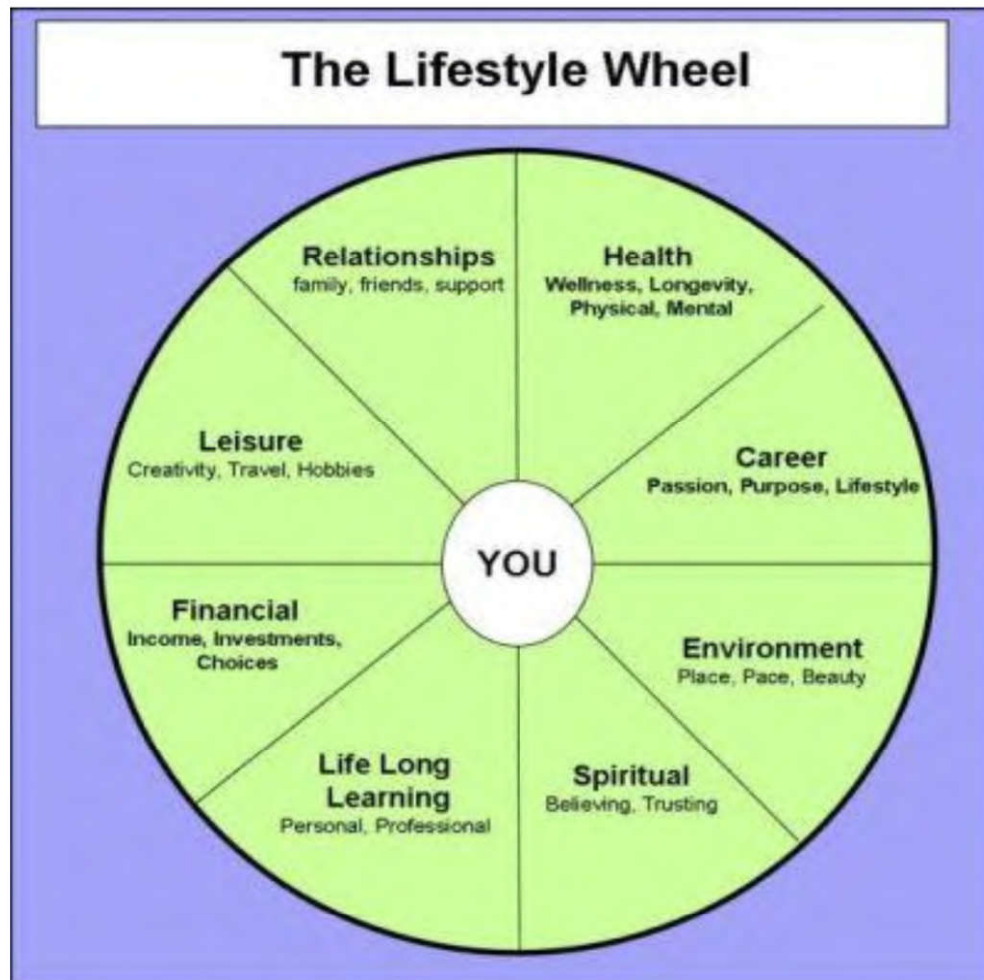 The Lifestyle Wheel
Relationships
family, friends, support
Health
Wellness, Longevity,
Physical, Mental
Leisure
Creativity, Travel, Hobbies
Career
Passion, Purpose, Lifestyle
YOU
Financial
Income, Investments,
Choices
Environment
Place, Pace, Beauty
Life Long
Learning
Personal, Professional
Spiritual
Believing, Trusting